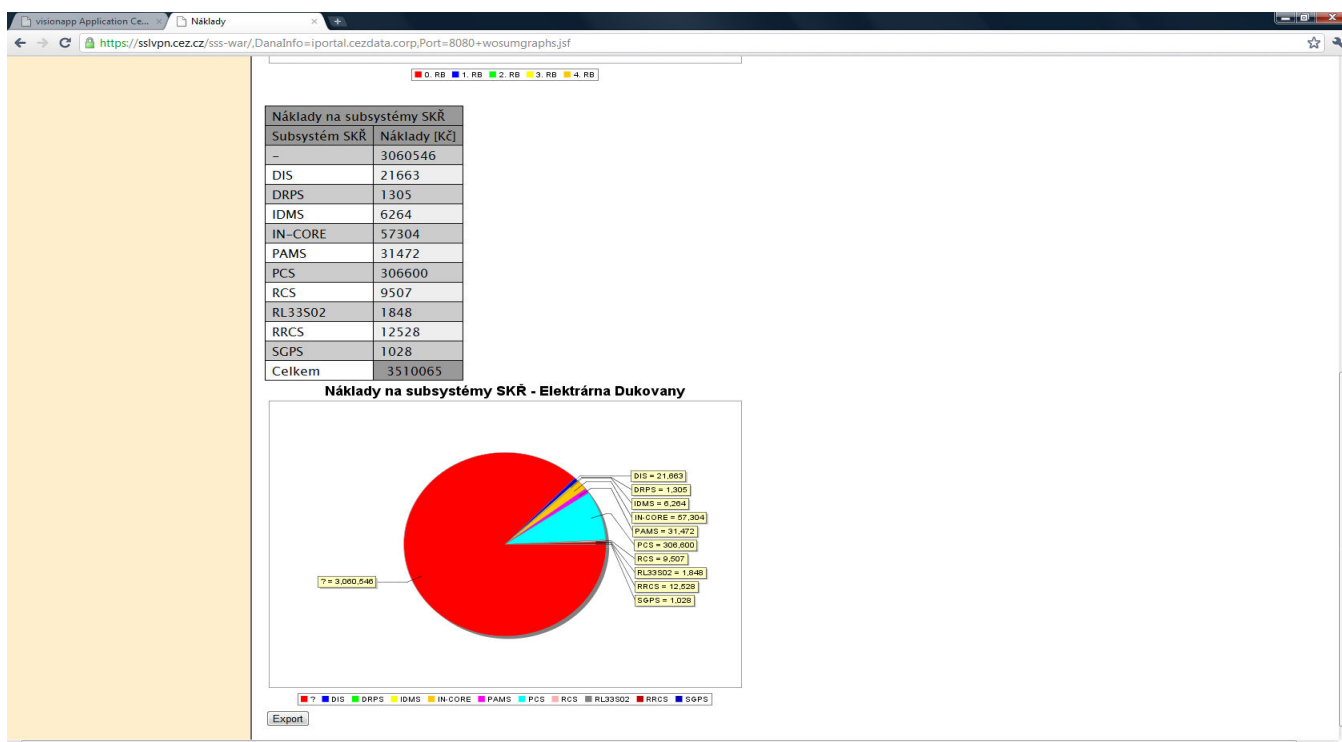 visionapp Application Ce...
Náklady
https://sslvpn.cez.cz/sss-war/,DanaInfo=iportal.cezdata.corp,Port=8080+wosumgraphs.jsf
0. RB 1. RB 2. RB 3. RB 4. RB
Náklady na subsystémy SKŘ
Subsystém SKŘ Náklady [Kč]
– 3060546
DIS 21663
DRPS 1305
IDMS 6264
IN-CORE 57304
PAMS 31472
PCS 306600
RCS 9507
RL33S02 1848
RRCS 12528
SGPS 1028
Celkem 3510065
Náklady na subsystémy SKŘ - Elektrárna Dukovany
DIS = 21,663
DRPS = 1,305
IDMS = 6,264
IN-CORE = 57,304
PAMS = 31,472
PCS = 306,600
RCS = 9,507
RL33S02 = 1,848
RRCS = 12,528
SGPS = 1,028
? = 3,060,546
? DIS DRPS IDMS IN-CORE PAMS PCS RCS RL33S02 RRCS SGPS
Export